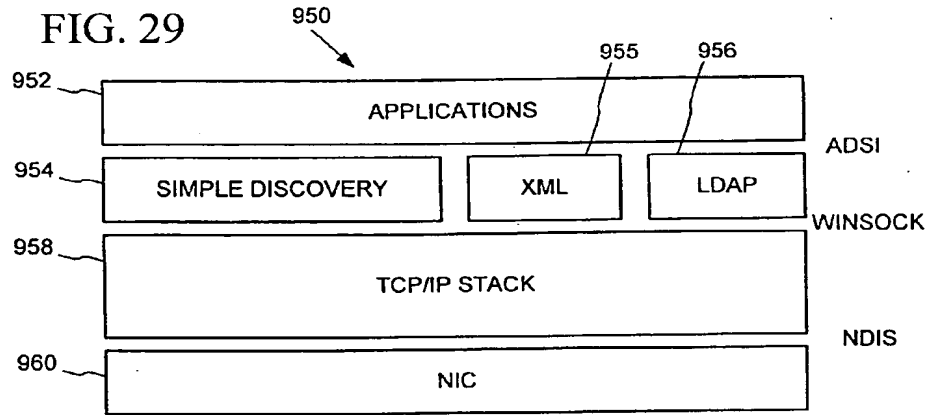 FIG. 29
950
955
956
952
APPLICATIONS
ADSI
954
SIMPLE DISCOVERY
XML
LDAP
WINSOCK
958
TCP/IP STACK
NDIS
960
NIC